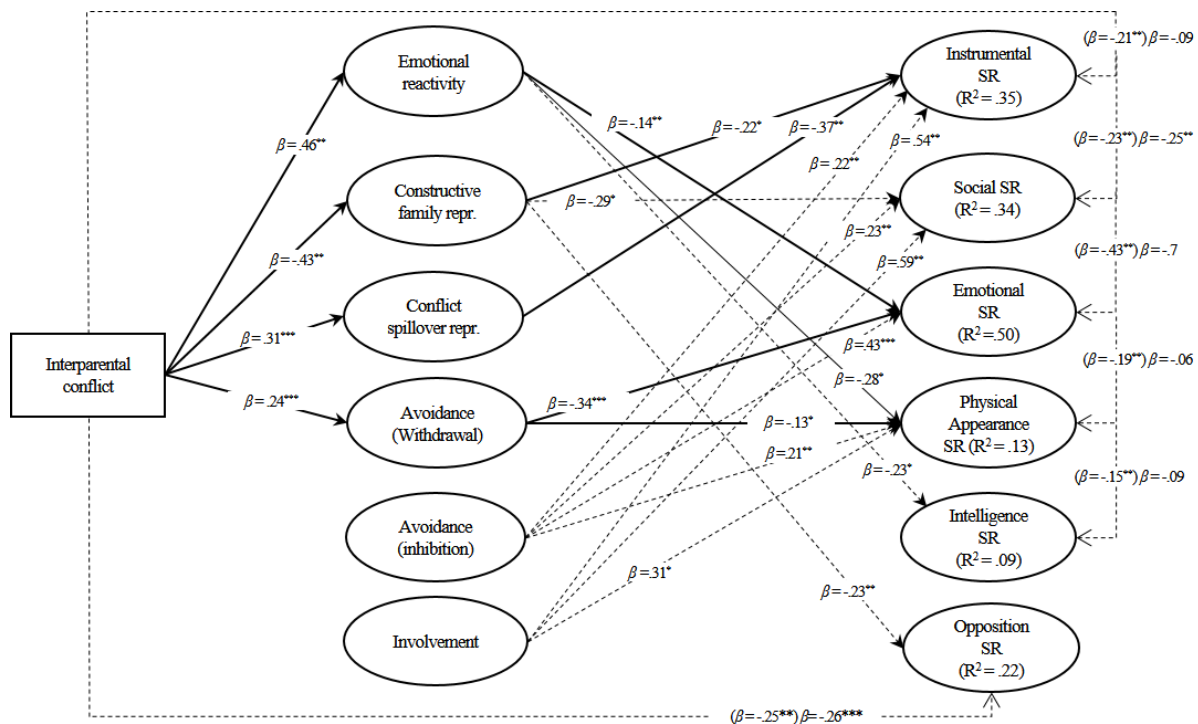 Emotional
reactivity
Constructive
family repr.
Conflict
spillover repr.
Interparental
conflict
Avoidance
(Withdrawal)
Avoidance
(inhibition)
Involvement
β=.46**
β=-.43**
β=.31***
β=.24***
β=-.14**
β=-.22*
β=-.37**
β=.54**
β=.22**
β=-.29*
β=.23**
β=.59**
β=.43***
β=-.34***
β=-.28*
β=-.13*
β=.21**
β=-.23*
β=.31*
β=-.23**
Instrumental
SR
(R² = .35)
Social SR
(R² = .34)
Emotional
SR
(R² =.50)
Physical
Appearance
SR (R² = .13)
Intelligence
SR
(R² = .09)
Opposition
SR
(R² = .22)
(β=-.21**) β=-.09
(β=-.23**) β=-.25**
(β=-.43**) β=-.7
(β=-.19**) β=-.06
(β=-.15**) β=-.09
(β=-.25**) β=-.26***